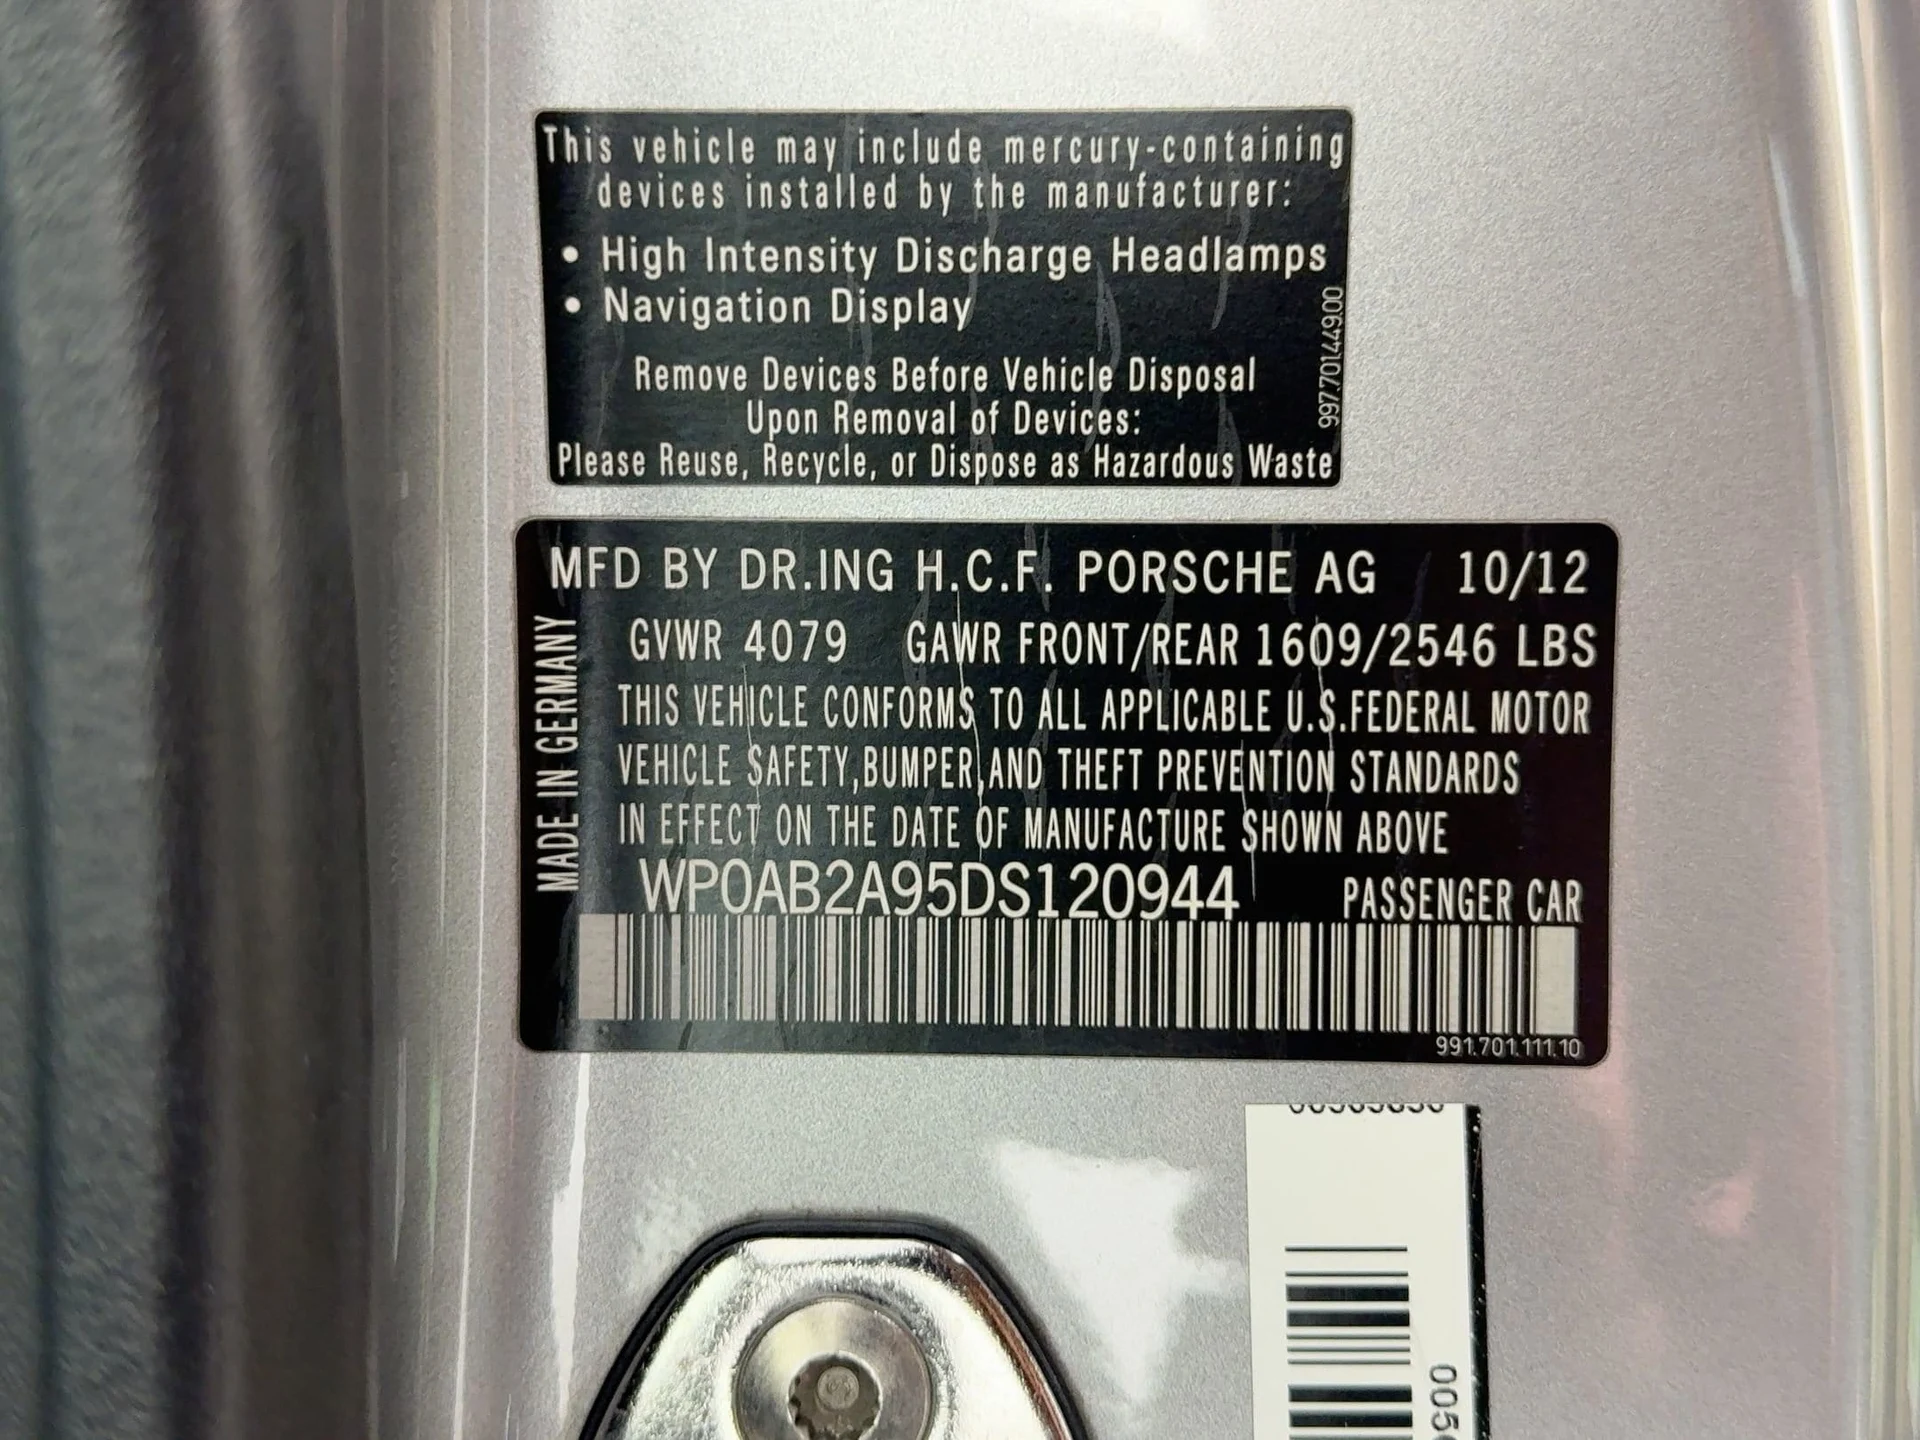 This vehicle may include mercury-containing
devices installed by the manufacturer:
• High Intensity Discharge Headlamps
• Navigation Display
Remove Devices Before Vehicle Disposal
Upon Removal of Devices:
Please Reuse, Recycle, or Dispose as Hazardous Waste
997.701.449.00
MFD BY DR.ING H.C.F. PORSCHE AG 10/12
GVWR 4079 GAWR FRONT/REAR 1609/2546 LBS
THIS VEHICLE CONFORMS TO ALL APPLICABLE U.S.FEDERAL MOTOR
VEHICLE SAFETY,BUMPER,AND THEFT PREVENTION STANDARDS
IN EFFECT ON THE DATE OF MANUFACTURE SHOWN ABOVE
WP0AB2A95DS120944 PASSENGER CAR
MADE IN GERMANY
991.701.111.10